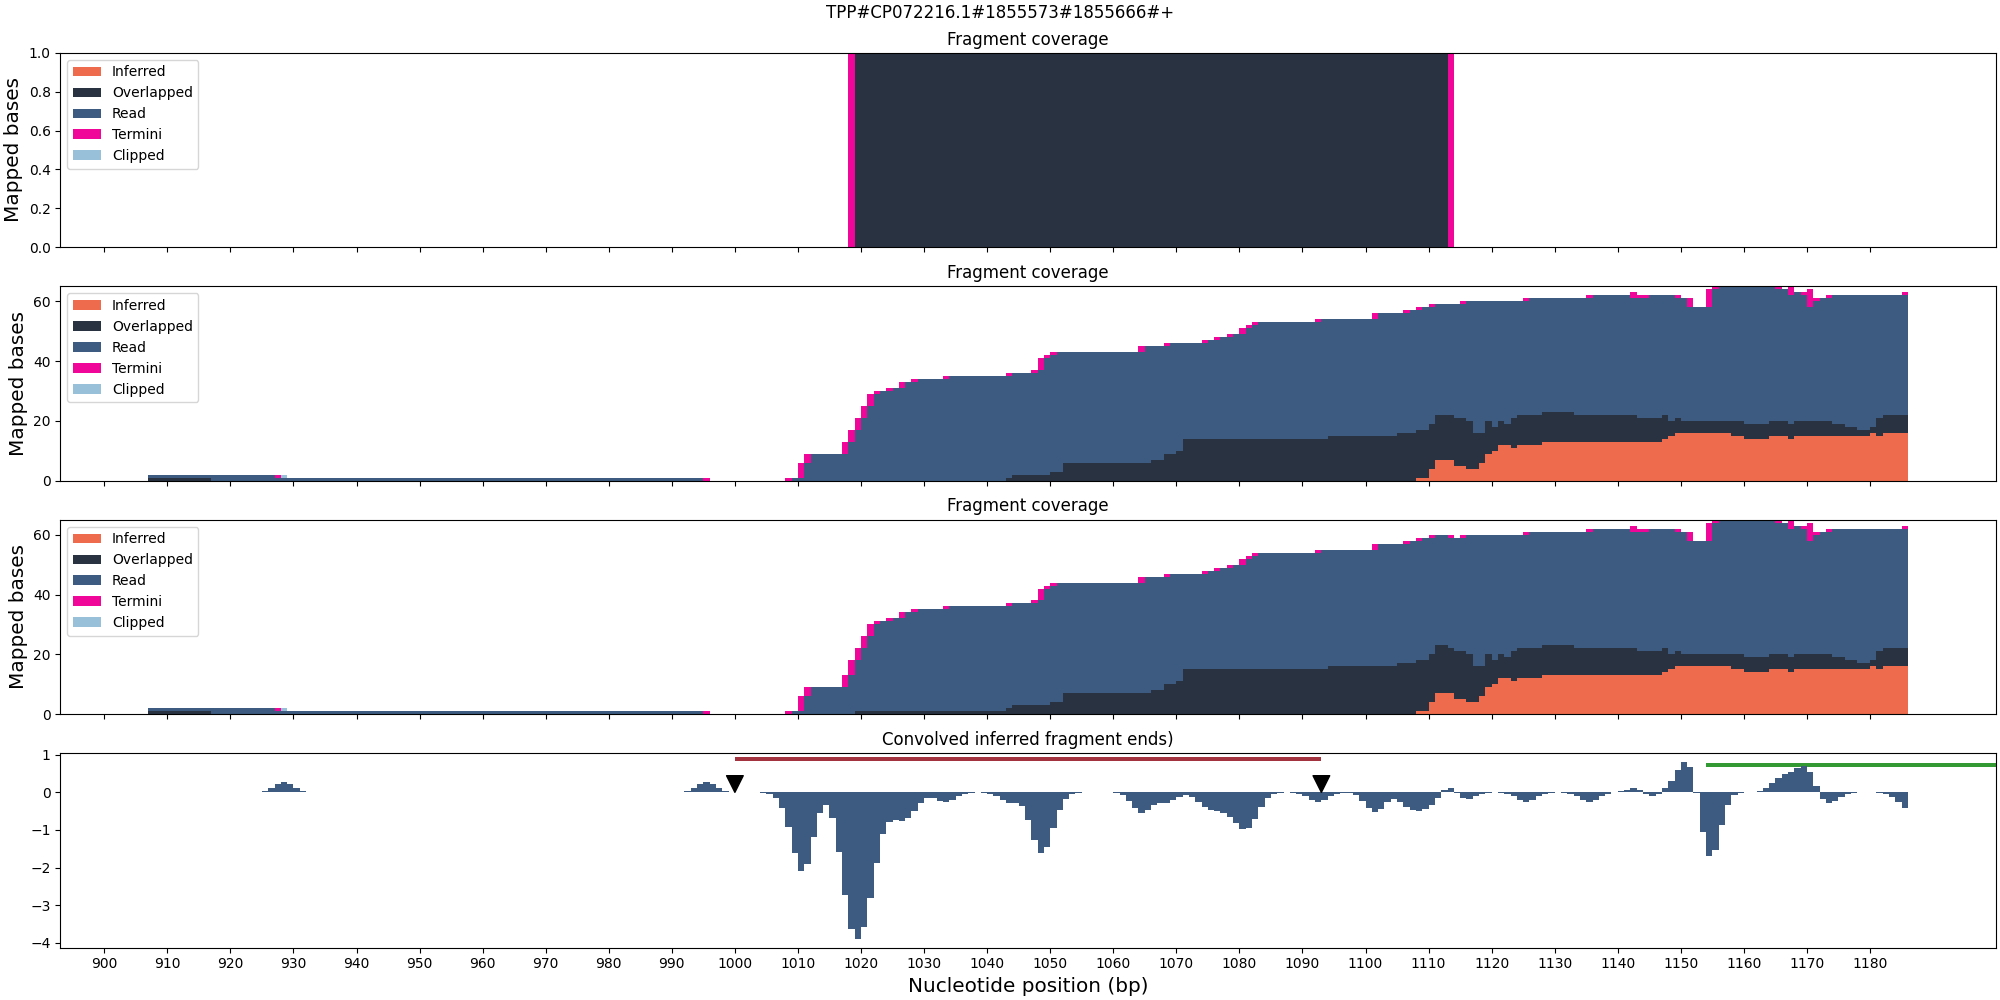 TPP#CP072216.1#1855573#1855666#+
Fragment coverage
Mapped bases
1.0
0.8
0.6
0.4
0.2
0.0
Inferred
Overlapped
Read
Termini
Clipped
Fragment coverage
Mapped bases
60
40
20
0
Inferred
Overlapped
Read
Termini
Clipped
Fragment coverage
Mapped bases
60
40
20
0
Inferred
Overlapped
Read
Termini
Clipped
Convolved inferred fragment ends)
1
0
−1
−2
−3
−4
900 910 920 930 940 950 960 970 980 990 1000 1010 1020 1030 1040 1050 1060 1070 1080 1090 1100 1110 1120 1130 1140 1150 1160 1170 1180
Nucleotide position (bp)